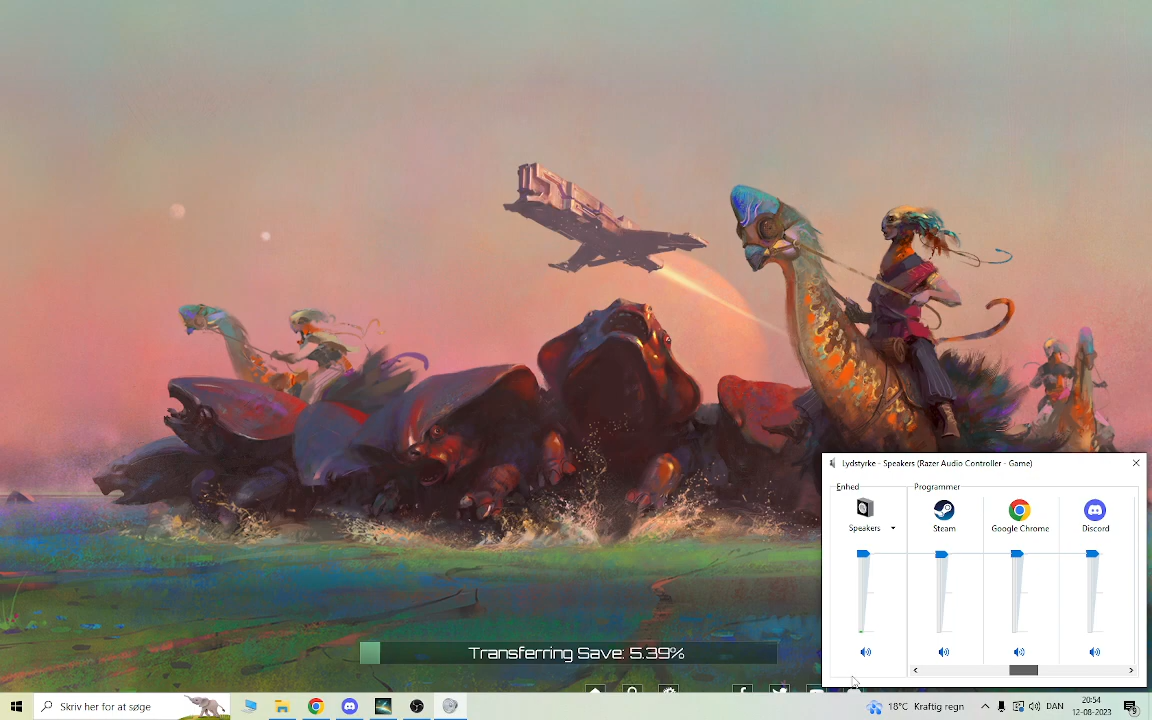 Lydstyrke - Speakers (Razer Audio Controller - Game)
Enhed
Programmer
Speakers
Steam
Google Chrome
Discord
Transferring Save: 5.39%
Skriv her for at søge
18°C Kraftig regn
DAN
20:54
12-08-2023
9